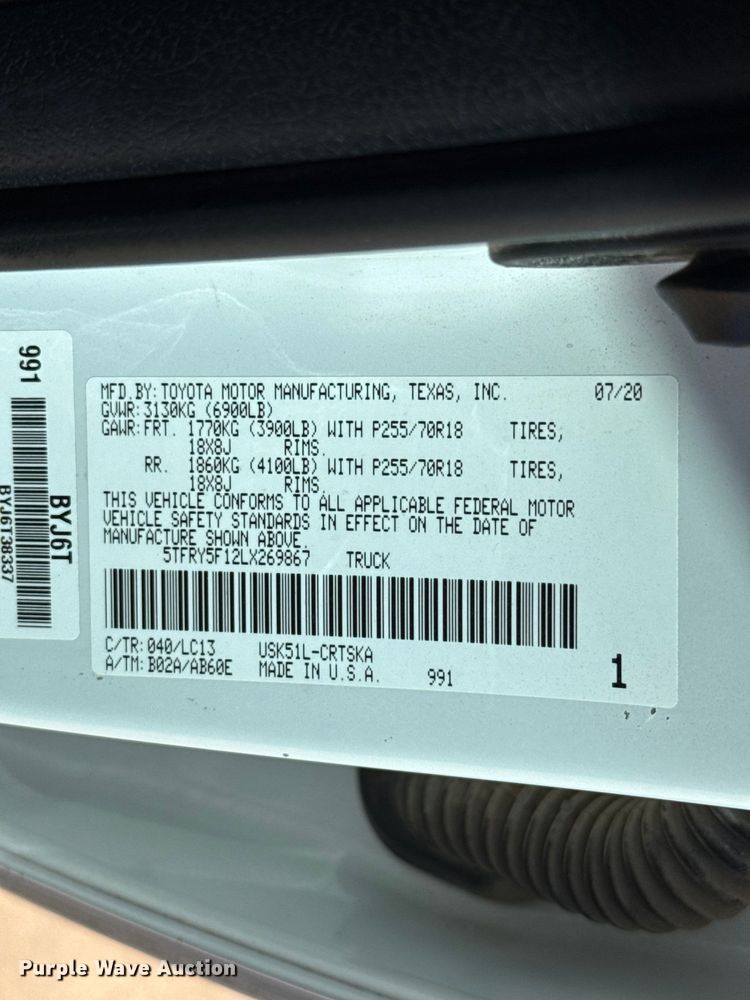 991
BYJ6T
BYJ6T38337
MFD.BY:TOYOTA MOTOR MANUFACTURING, TEXAS, INC. 07/20
GVWR:3130KG (6900LB)
GAWR:FRT. 1770KG (3900LB) WITH P255/70R18 TIRES,
18X8J RIMS.
RR. 1860KG (4100LB) WITH P255/70R18 TIRES,
18X8J RIMS.
THIS VEHICLE CONFORMS TO ALL APPLICABLE FEDERAL MOTOR
VEHICLE SAFETY STANDARDS IN EFFECT ON THE DATE OF
MANUFACTURE SHOWN ABOVE.
5TFRY5F12LX269867 TRUCK
C/TR:040/LC13 USK51L-CRTSKA
A/TM:B02A/AB60E MADE IN U.S.A. 991
1
Purple Wave Auction